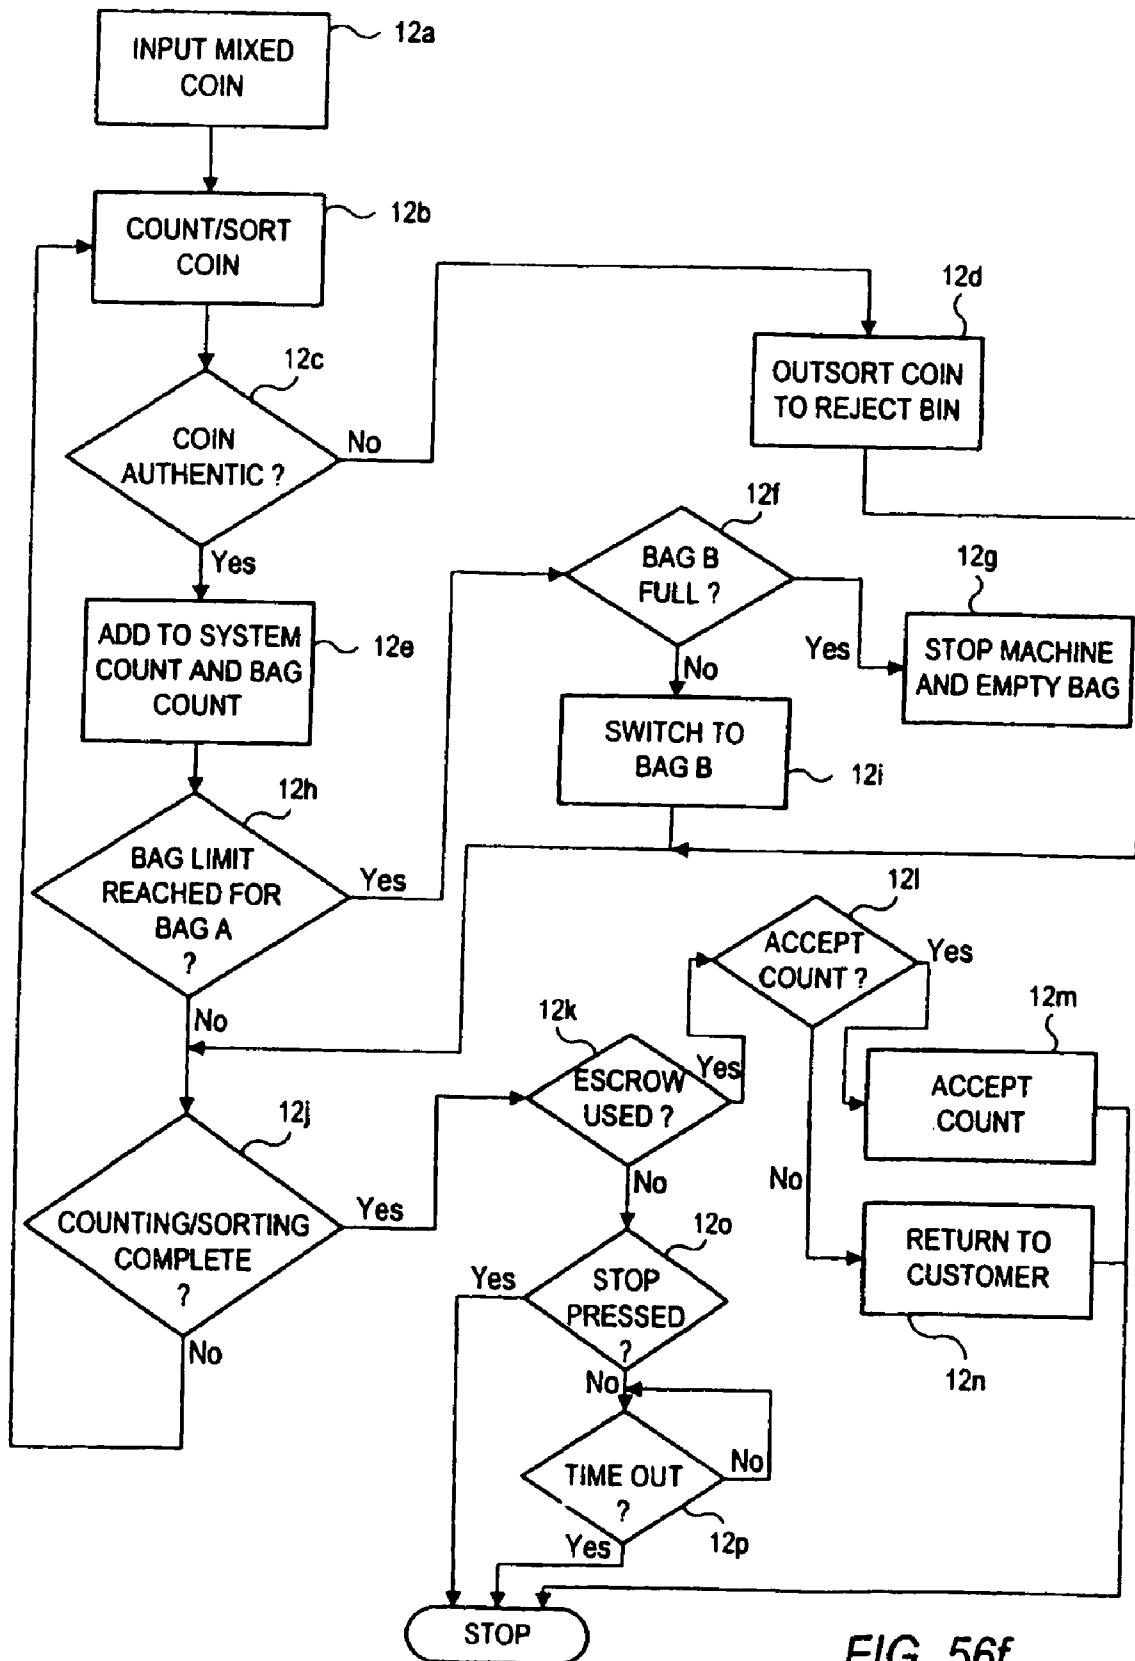 INPUT MIXED
COIN
12a
COUNT/SORT
COIN
12b
12c
COIN
AUTHENTIC ?
No
Yes
12d
OUTSORT COIN
TO REJECT BIN
ADD TO SYSTEM
COUNT AND BAG
COUNT
12e
12f
BAG B
FULL ?
Yes
No
12g
STOP MACHINE
AND EMPTY BAG
SWITCH TO
BAG B
12i
12h
BAG LIMIT
REACHED FOR
BAG A
?
Yes
No
12j
COUNTING/SORTING
COMPLETE
?
Yes
No
12k
ESCROW
USED ?
Yes
No
12l
ACCEPT
COUNT ?
Yes
No
12m
ACCEPT
COUNT
RETURN TO
CUSTOMER
12n
12o
STOP
PRESSED
?
Yes
No
TIME OUT
?
No
12p
Yes
STOP
FIG. 56f